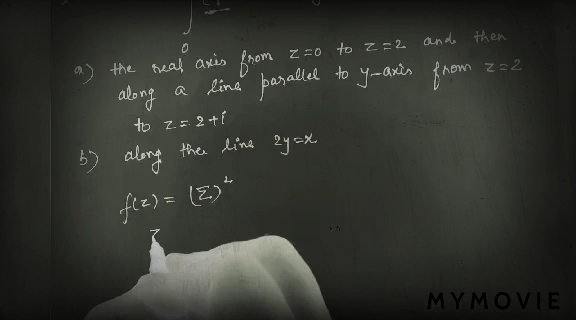 0
a) the real axis from z=0 to z=2 and then
along a line parallel to y-axis from z=2
to z=2+i
b) along the line 2y=x
f(z) = (z̅)²
MYMOVIE